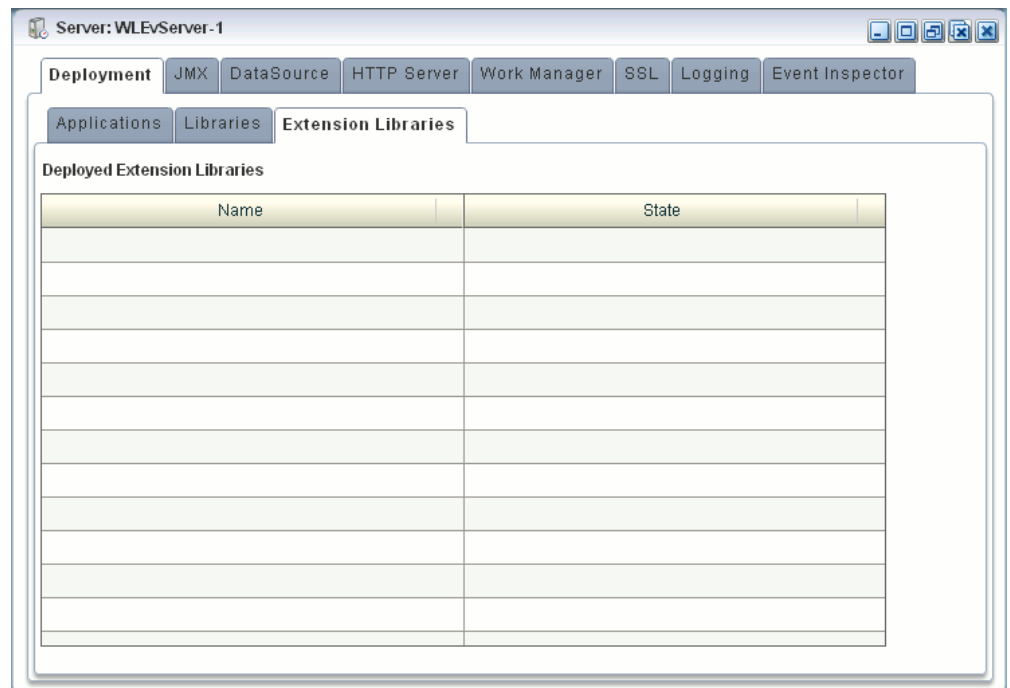 Server: WLEvServer-1
Deployment JMX DataSource HTTP Server Work Manager SSL Logging Event Inspector
Applications Libraries Extension Libraries
Deployed Extension Libraries
Name State